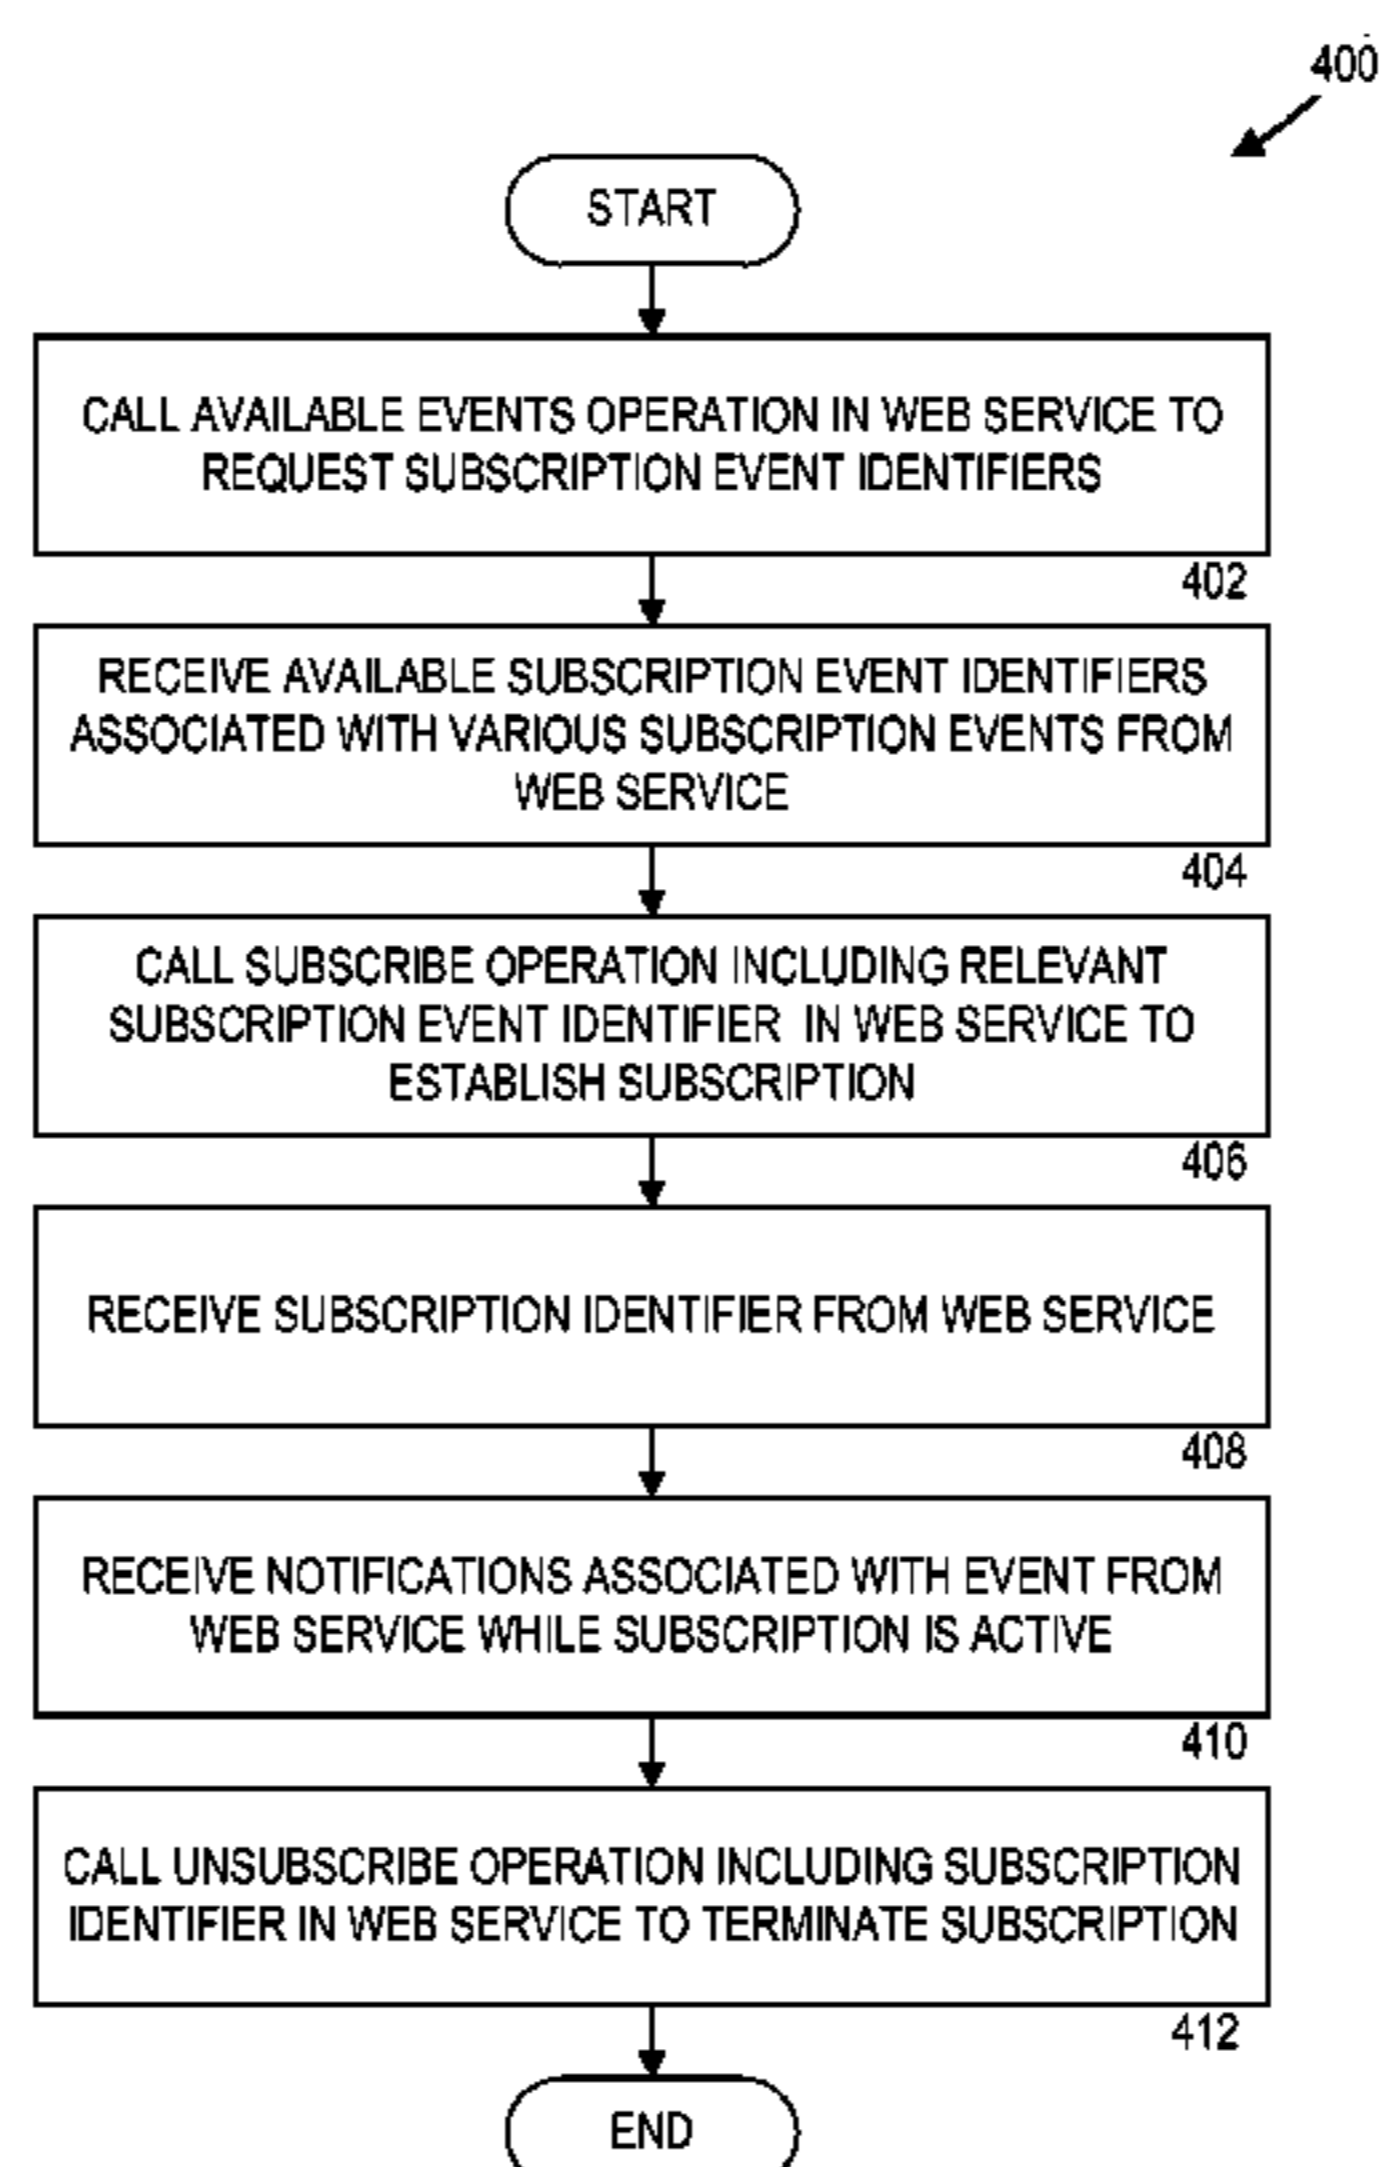 400
START
CALL AVAILABLE EVENTS OPERATION IN WEB SERVICE TO
REQUEST SUBSCRIPTION EVENT IDENTIFIERS
402
RECEIVE AVAILABLE SUBSCRIPTION EVENT IDENTIFIERS
ASSOCIATED WITH VARIOUS SUBSCRIPTION EVENTS FROM
WEB SERVICE
404
CALL SUBSCRIBE OPERATION INCLUDING RELEVANT
SUBSCRIPTION EVENT IDENTIFIER IN WEB SERVICE TO
ESTABLISH SUBSCRIPTION
406
RECEIVE SUBSCRIPTION IDENTIFIER FROM WEB SERVICE
408
RECEIVE NOTIFICATIONS ASSOCIATED WITH EVENT FROM
WEB SERVICE WHILE SUBSCRIPTION IS ACTIVE
410
CALL UNSUBSCRIBE OPERATION INCLUDING SUBSCRIPTION
IDENTIFIER IN WEB SERVICE TO TERMINATE SUBSCRIPTION
412
END